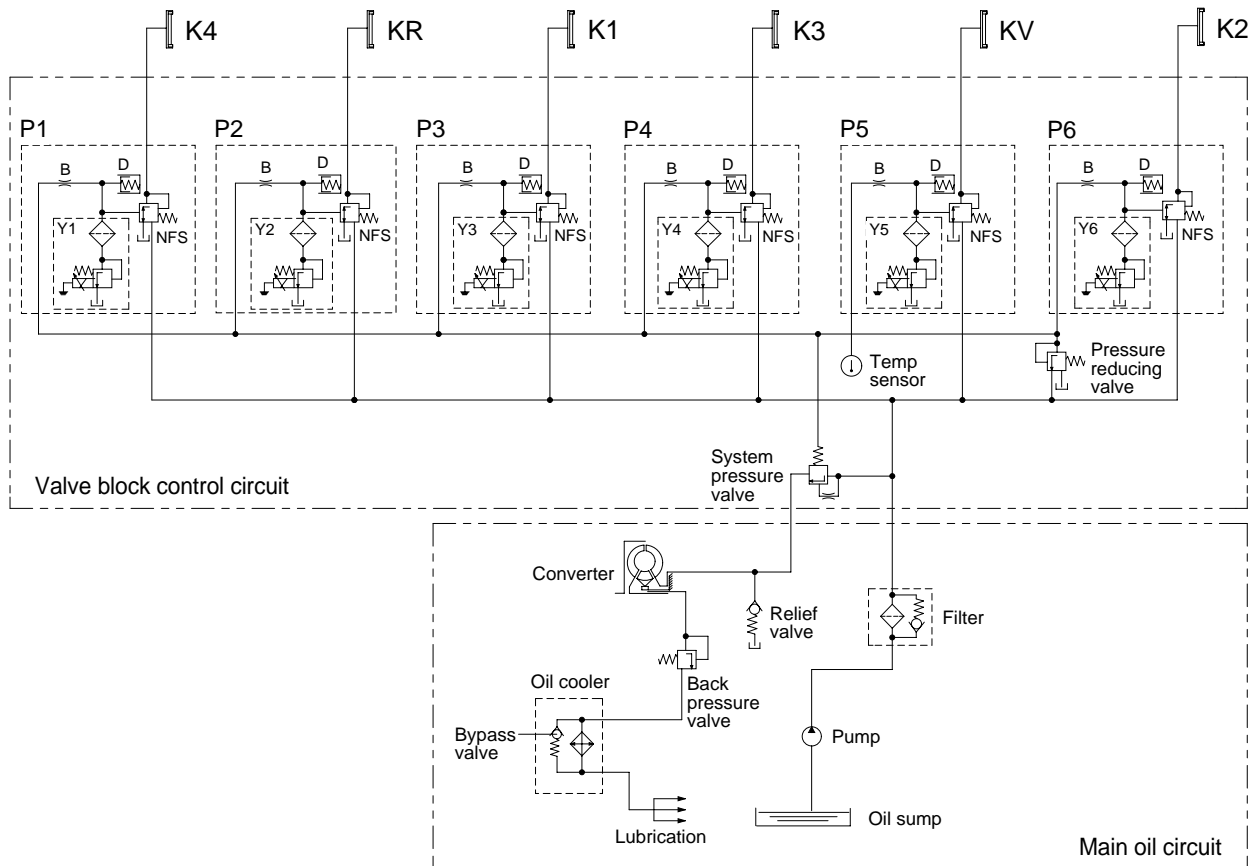 K4
KR
K1
K3
KV
K2
P1
P2
P3
P4
P5
P6
B
D
B
D
B
D
B
D
B
D
B
D
Y1
NFS
Y2
NFS
Y3
NFS
Y4
NFS
Y5
NFS
Y6
NFS
Temp
sensor
Pressure
reducing
valve
System
pressure
valve
Valve block control circuit
Converter
Relief
valve
Filter
Back
pressure
valve
Oil cooler
Bypass
valve
Pump
Lubrication
Oil sump
Main oil circuit